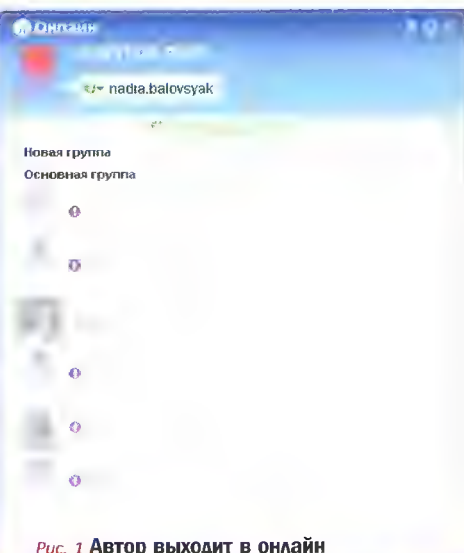 Онлайн
nadia.balovsyak
Новая группа
Основная группа
Рис. 1 Автор выходит в онлайн